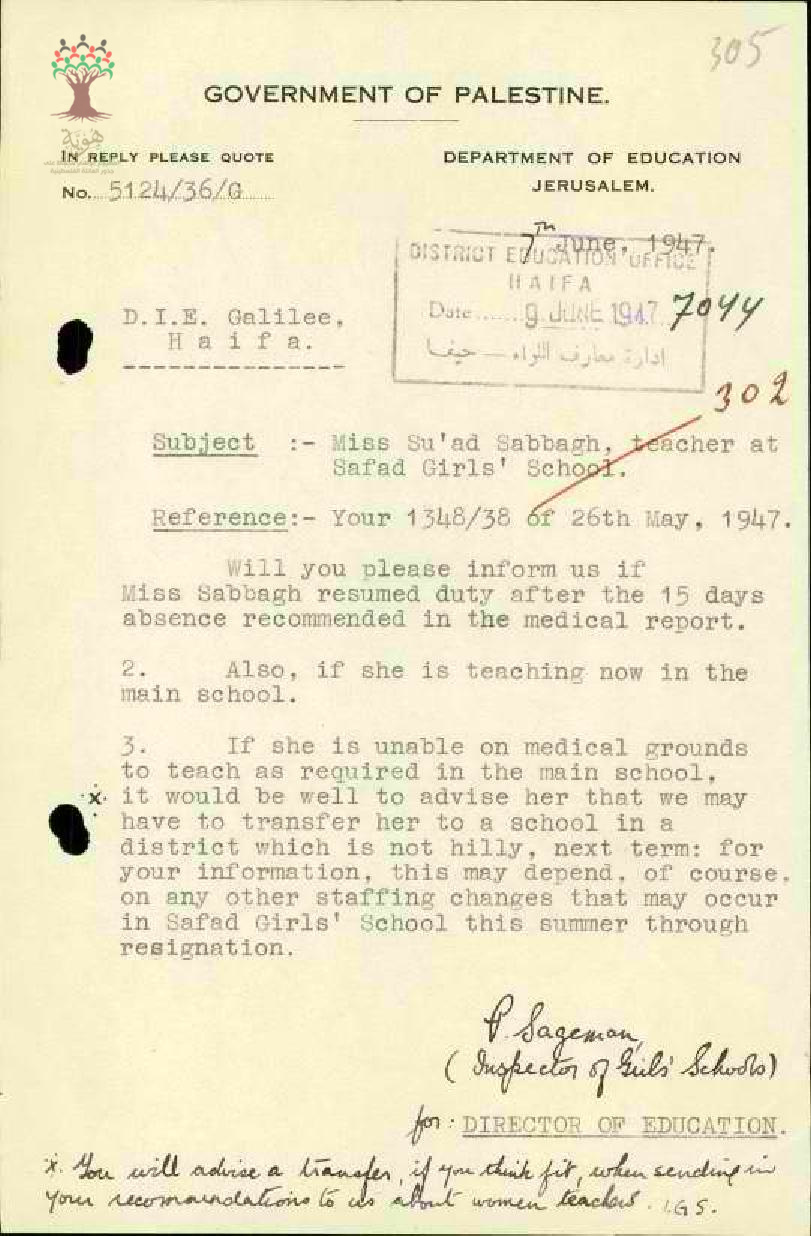 305
GOVERNMENT OF PALESTINE.
هَوِيَّة
IN REPLY PLEASE QUOTE
No. 5124/36/G
DEPARTMENT OF EDUCATION
JERUSALEM.
7th June, 1947.
DISTRICT EDUCATION OFFICE
HAIFA
Date ...... 9 JUNE 1947
ادارة معارف اللواء — حيفا
7044
D.I.E. Galilee,
H a i f a.
302
Subject :- Miss Su'ad Sabbagh, teacher at
Safad Girls' School.
Reference:- Your 1348/38 of 26th May, 1947.
Will you please inform us if
Miss Sabbagh resumed duty after the 15 days
absence recommended in the medical report.
2. Also, if she is teaching now in the
main school.
3. If she is unable on medical grounds
to teach as required in the main school,
x it would be well to advise her that we may
have to transfer her to a school in a
district which is not hilly, next term: for
your information, this may depend, of course,
on any other staffing changes that may occur
in Safad Girls' School this summer through
resignation.
P. Sageman,
(Inspector of Girls' Schools)
for: DIRECTOR OF EDUCATION.
x. You will advise a transfer, if you think fit, when sending in
your recommendations to us about women teachers. I.G.S.